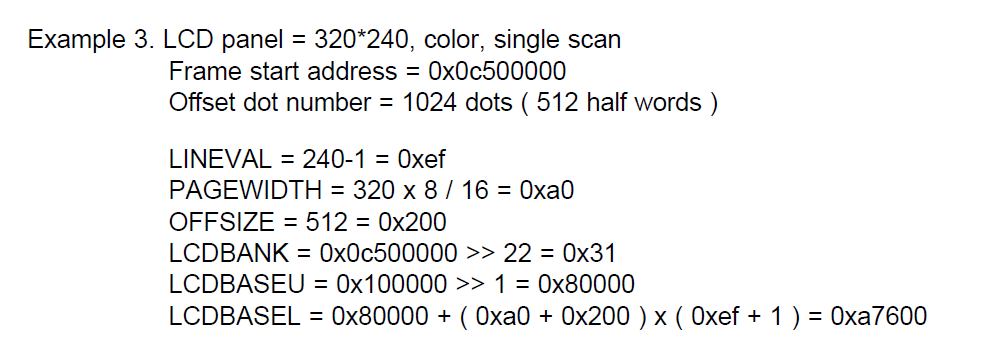 Example 3. LCD panel = 320*240, color, single scan
Frame start address = 0x0c500000
Offset dot number = 1024 dots ( 512 half words )
LINEVAL = 240-1 = 0xef
PAGEWIDTH = 320 x 8 / 16 = 0xa0
OFFSIZE = 512 = 0x200
LCDBANK = 0x0c500000 >> 22 = 0x31
LCDBASEU = 0x100000 >> 1 = 0x80000
LCDBASEL = 0x80000 + ( 0xa0 + 0x200 ) x ( 0xef + 1 ) = 0xa7600